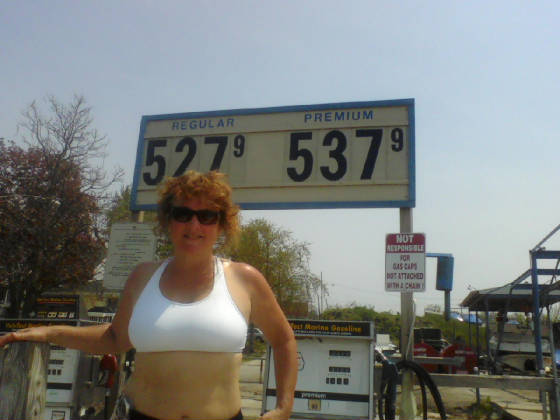 REGULAR PREMIUM
527 9 537 9
NOT
RESPONSIBLE
FOR
GAS CAPS
NOT ATTACHED
WITH A CHAIN
Marine Gasoline
premium